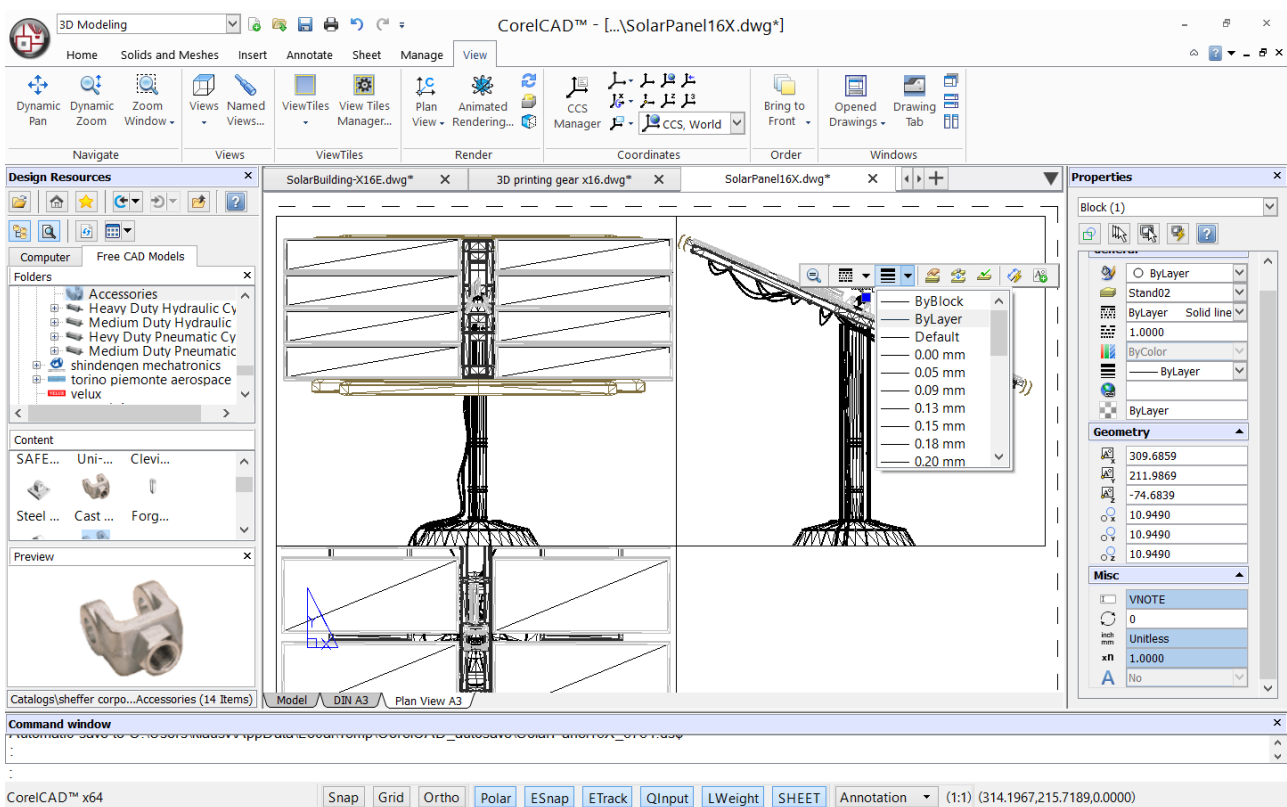 3D Modeling
CorelCAD™ - [...\SolarPanel16X.dwg*]
Home Solids and Meshes Insert Annotate Sheet Manage View
Dynamic Pan
Dynamic Zoom
Zoom Window
Views
Named Views...
ViewTiles
View Tiles Manager...
Plan View
Animated Rendering...
CCS Manager
CCS, World
Bring to Front
Opened Drawings
Drawing Tab
Navigate Views ViewTiles Render Coordinates Order Windows
Design Resources
Computer Free CAD Models
Folders
Accessories
Heavy Duty Hydraulic Cy
Medium Duty Hydraulic
Hevy Duty Pneumatic Cy
Medium Duty Pneumatic
shindengen mechatronics
torino piemonte aerospace
velux
Content
SAFE... Uni-... Clevi...
Steel ... Cast ... Forg...
Preview
Catalogs\sheffer corpo...Accessories (14 Items)
SolarBuilding-X16E.dwg* 3D printing gear x16.dwg* SolarPanel16X.dwg*
ByBlock
ByLayer
Default
0.00 mm
0.05 mm
0.09 mm
0.13 mm
0.15 mm
0.18 mm
0.20 mm
Y
X
Model DIN A3 Plan View A3
Properties
Block (1)
General
ByLayer
Stand02
ByLayer Solid line
1.0000
ByColor
ByLayer
ByLayer
Geometry
309.6859
211.9869
-74.6839
10.9490
10.9490
10.9490
Misc
VNOTE
0
inch mm Unitless
xn 1.0000
A No
Command window
:
:
CorelCAD™ x64
Snap Grid Ortho Polar ESnap ETrack QInput LWeight SHEET Annotation (1:1) (314.1967,215.7189,0.0000)